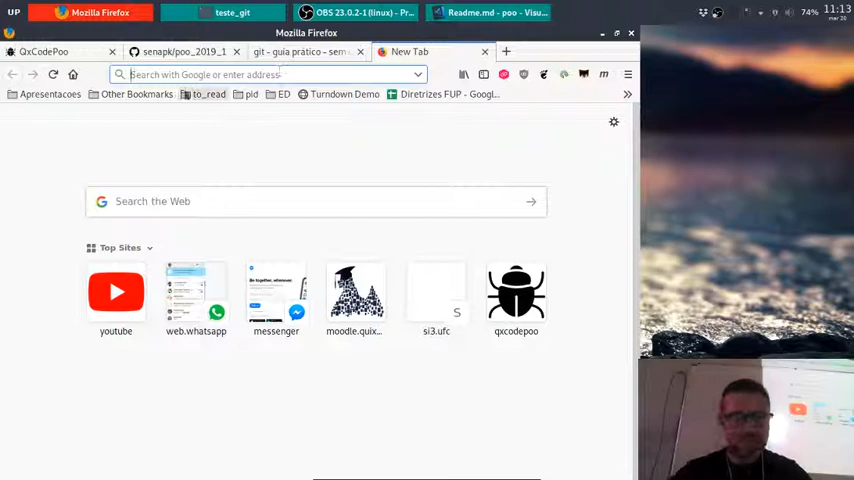 UP
Mozilla Firefox
teste_git
OBS 23.0.2-1 (linux) - Pr...
Readme.md - poo - Visu...
74%
11:13
mar 20
Mozilla Firefox
QxCodePoo
senapk/poo_2019_1
git - guia prático - sem
New Tab
Search with Google or enter address
Apresentacoes
Other Bookmarks
to_read
pid
ED
Turndown Demo
Diretrizes FUP - Googl...
Search the Web
Top Sites
youtube
web.whatsapp
messenger
moodle.quix...
S
si3.ufc
qxcodepoo